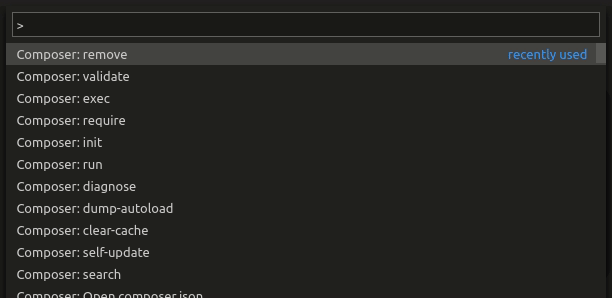 >
Composer: remove recently used
Composer: validate
Composer: exec
Composer: require
Composer: init
Composer: run
Composer: diagnose
Composer: dump-autoload
Composer: clear-cache
Composer: self-update
Composer: search
Composer: Open composer.json